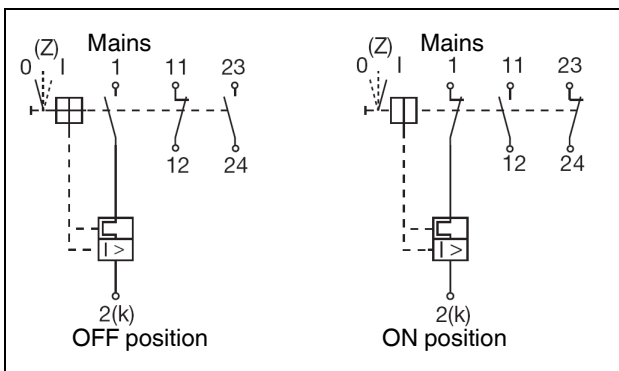 Mains
(Z)
0 I 1 11 23
12 24
I >
2(k)
OFF position
Mains
(Z)
0 I 1 11 23
12 24
I >
2(k)
ON position